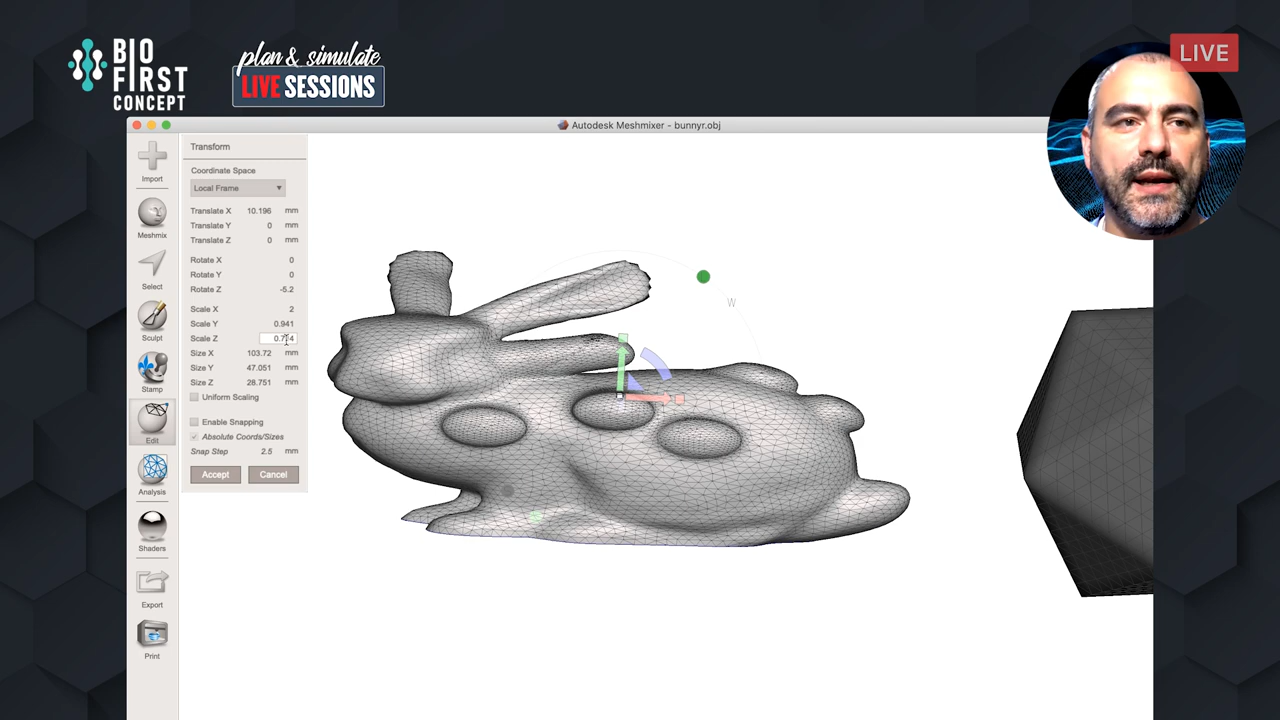 BIO
FIRST
CONCEPT
plan & simulate
LIVE SESSIONS
LIVE
Autodesk Meshmixer - bunnyr.obj
Import
Meshmix
Select
Sculpt
Stamp
Edit
Analysis
Shaders
Export
Print
Transform
Coordinate Space
Local Frame
Translate X 10.196 mm
Translate Y 0 mm
Translate Z 0 mm
Rotate X 0
Rotate Y 0
Rotate Z -5.2
Scale X 2
Scale Y 0.941
Scale Z
Size X 103.72 mm
Size Y 47.051 mm
Size Z 28.751 mm
Uniform Scaling
Enable Snapping
Absolute Coords/Sizes
Snap Step 2.5 mm
Accept Cancel
W